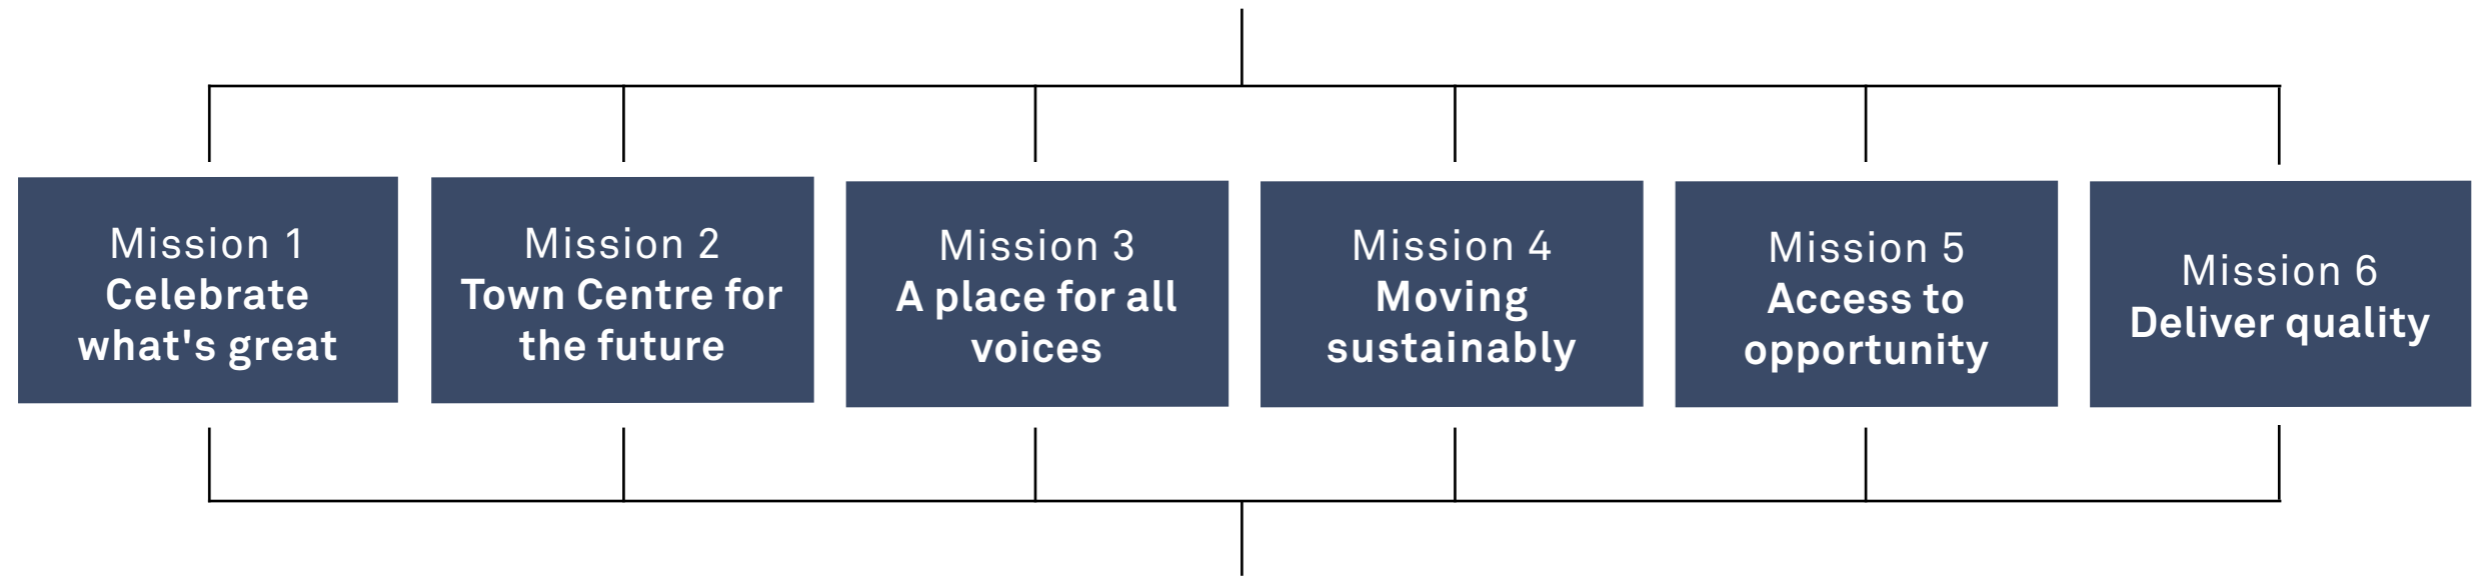 Mission 1
Celebrate
what's great
Mission 2
Town Centre for
the future
Mission 3
A place for all
voices
Mission 4
Moving
sustainably
Mission 5
Access to
opportunity
Mission 6
Deliver quality